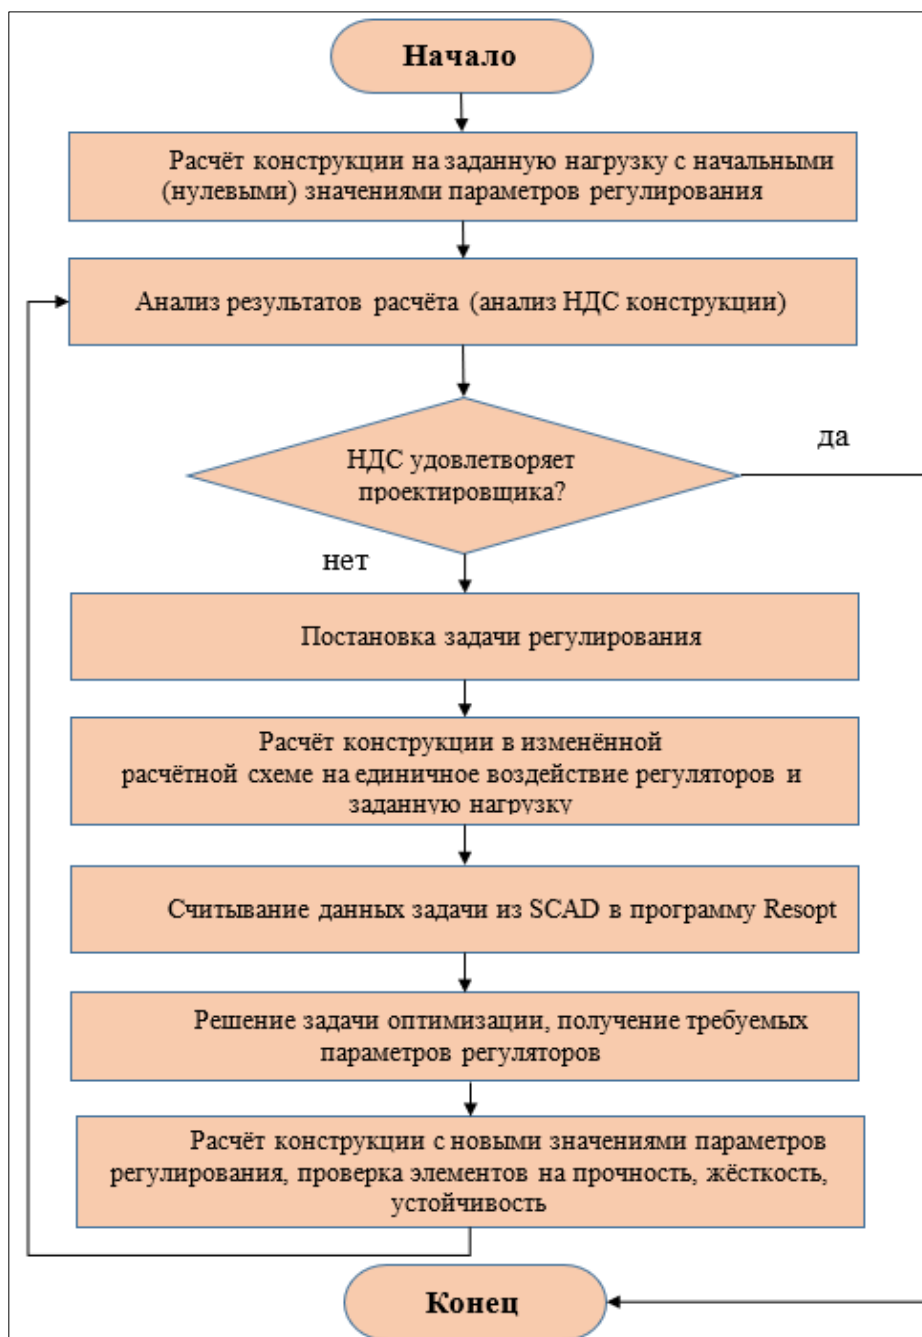 Начало
Расчёт конструкции на заданную нагрузку с начальными
(нулевыми) значениями параметров регулирования
Анализ результатов расчёта (анализ НДС конструкции)
да
НДС удовлетворяет
проектировщика?
нет
Постановка задачи регулирования
Расчёт конструкции в изменённой
расчётной схеме на единичное воздействие регуляторов и
заданную нагрузку
Считывание данных задачи из SCAD в программу Resopt
Решение задачи оптимизации, получение требуемых
параметров регуляторов
Расчёт конструкции с новыми значениями параметров
регулирования, проверка элементов на прочность, жёсткость,
устойчивость
Конец